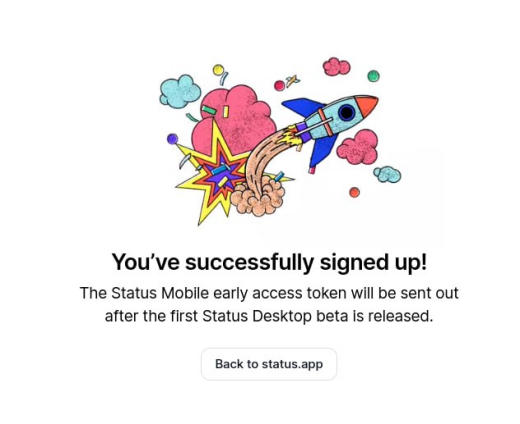 You’ve successfully signed up!
The Status Mobile early access token will be sent out
after the first Status Desktop beta is released.
Back to status.app